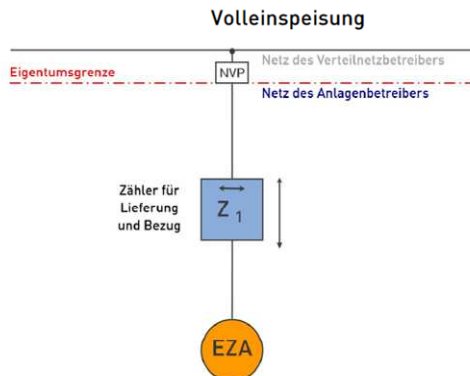 Volleinspeisung
Netz des Verteilnetzbetreibers
Eigentumsgrenze
NVP
Netz des Anlagenbetreibers
Zähler für
Lieferung
und Bezug
Z 1
EZA